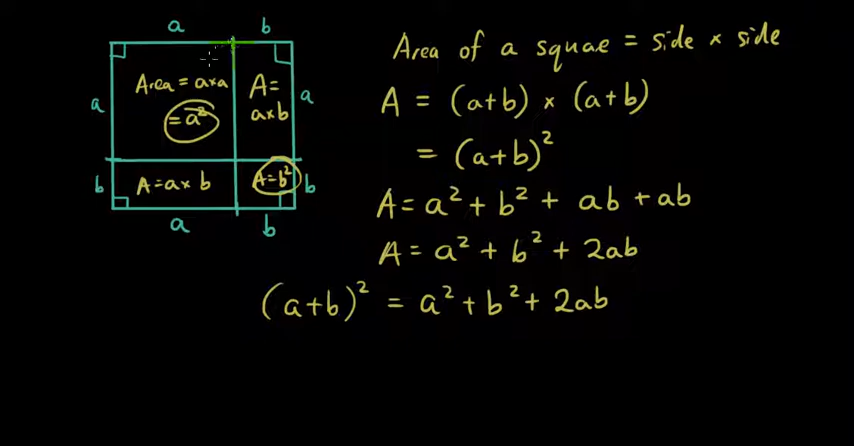 a b
Area of a squae = side × side
Area = a×a
= a²
A=
a×b
a
a
A = (a+b) × (a+b)
= (a+b)²
b
A=a× b
A=b²
b
A= a² + b² + ab + ab
a b
A = a² + b² + 2ab
(a+b)² = a² + b² + 2ab